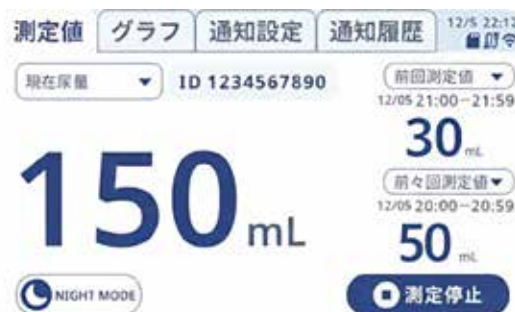 測定値 グラフ 通知設定 通知履歴 12/5 22:12
現在尿量 ▼ ID 1234567890
前回測定値 ▼
12/05 21:00-21:59
30 mL
150 mL
前々回測定値▼
12/05 20:00-20:59
50 mL
NIGHT MODE
測定停止